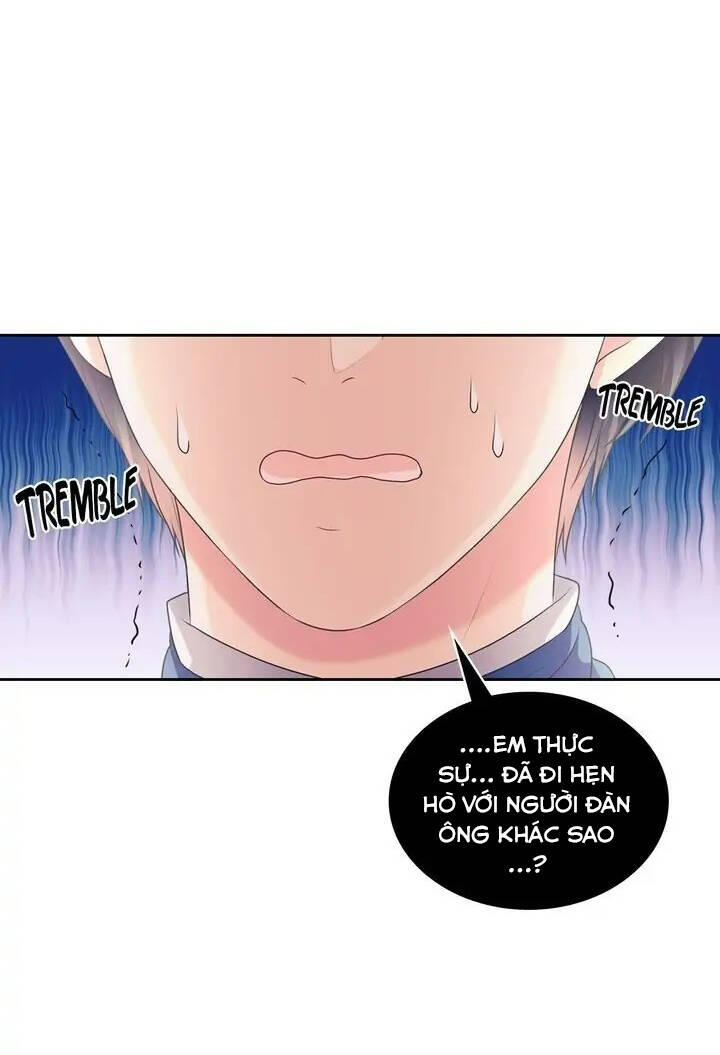 TREMBLE
TREMBLE
....EM THỰC
SỰ... ĐÃ ĐI HẸN
HÒ VỚI NGƯỜI ĐÀN
ÔNG KHÁC SAO
...?